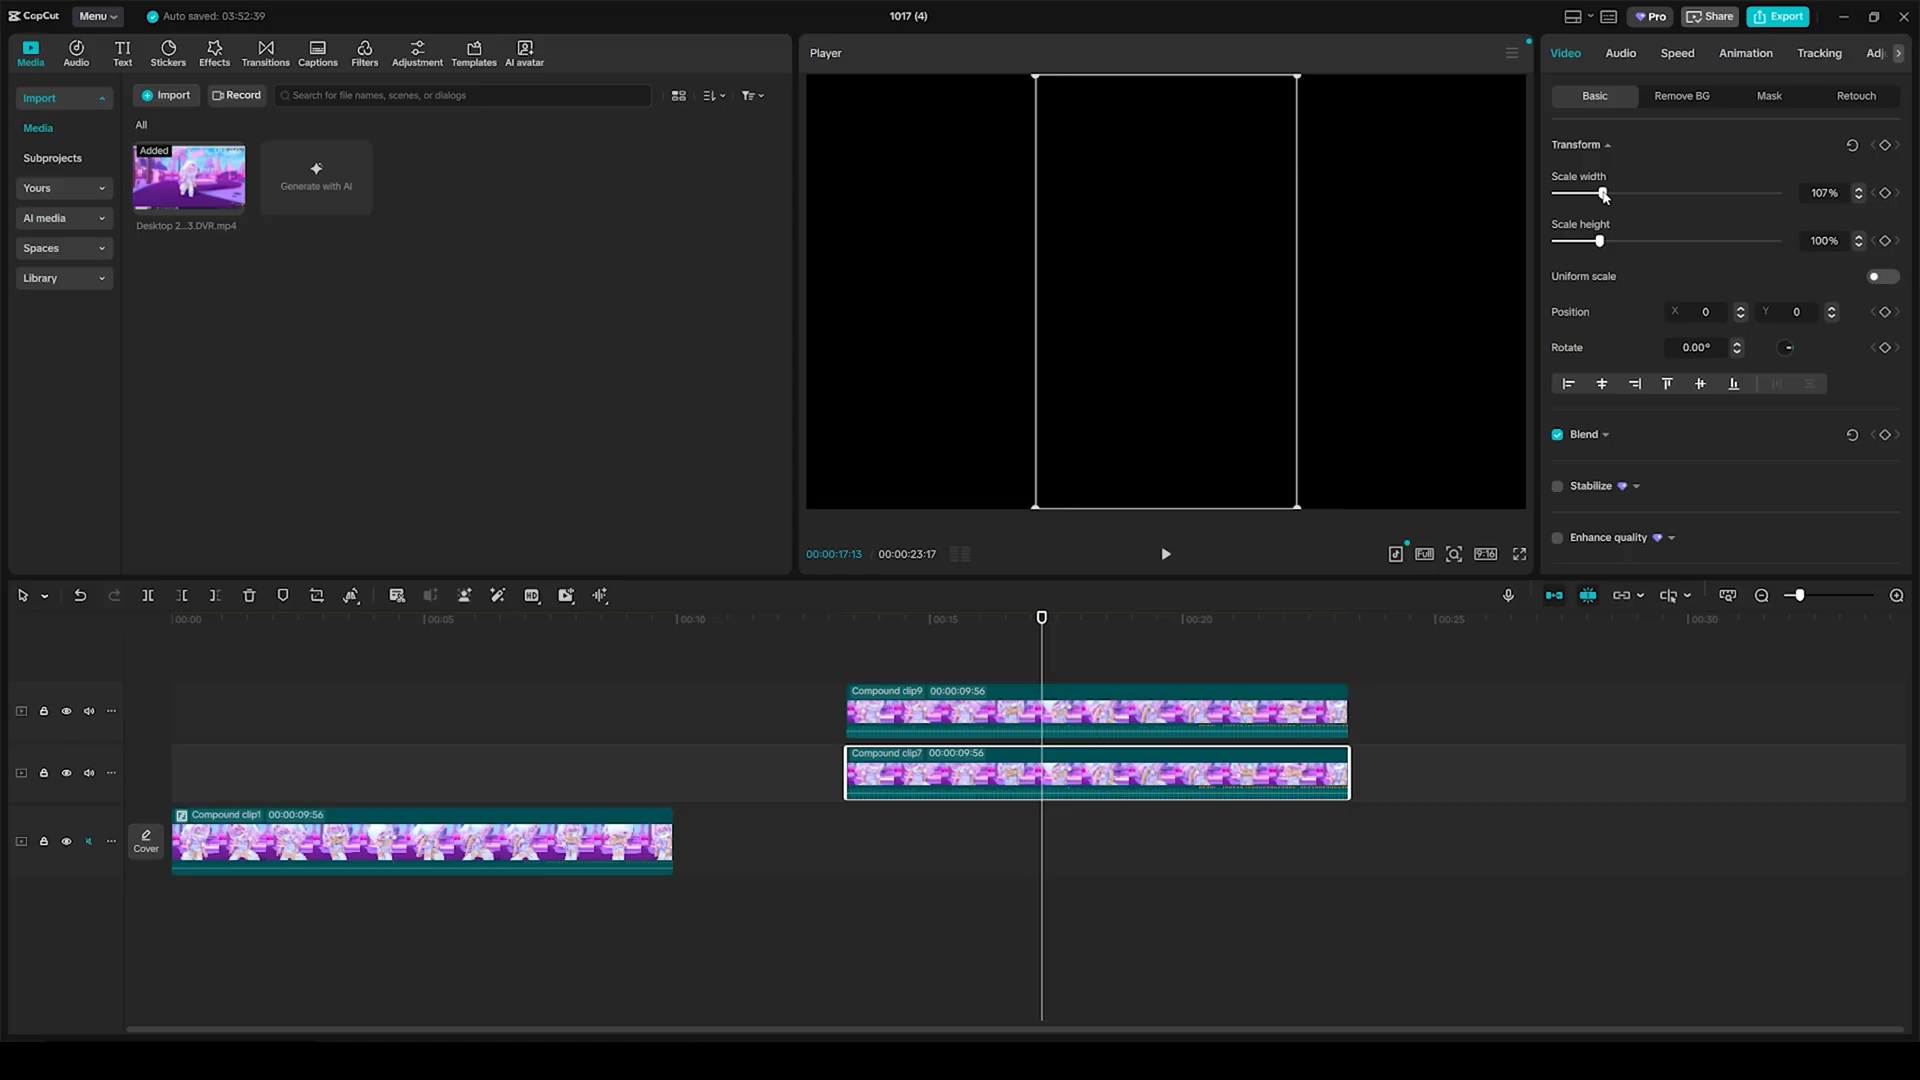 CapCut
Menu
Auto saved: 03:52:39
1017 (4)
Pro
Share
Export
Media
Audio
Text
Stickers
Effects
Transitions
Captions
Filters
Adjustment
Templates
AI avatar
Player
Video
Audio
Speed
Animation
Tracking
Adj
Import
Import
Record
Search for file names, scenes, or dialogs
Basic
Remove BG
Mask
Retouch
Media
All
Subprojects
Added
Generate with AI
Desktop 2...3.DVR.mp4
Yours
AI media
Spaces
Library
Transform
Scale width
107%
Scale height
100%
Uniform scale
Position
X 0
Y 0
Rotate
0.00°
Blend
Stabilize
Enhance quality
00:00:17:13
00:00:23:17
Full
9:16
HD
00:00
00:05
00:10
00:15
00:20
00:25
00:30
Compound clip9 00:00:09:56
Compound clip7 00:00:09:56
Compound clip1 00:00:09:56
Cover